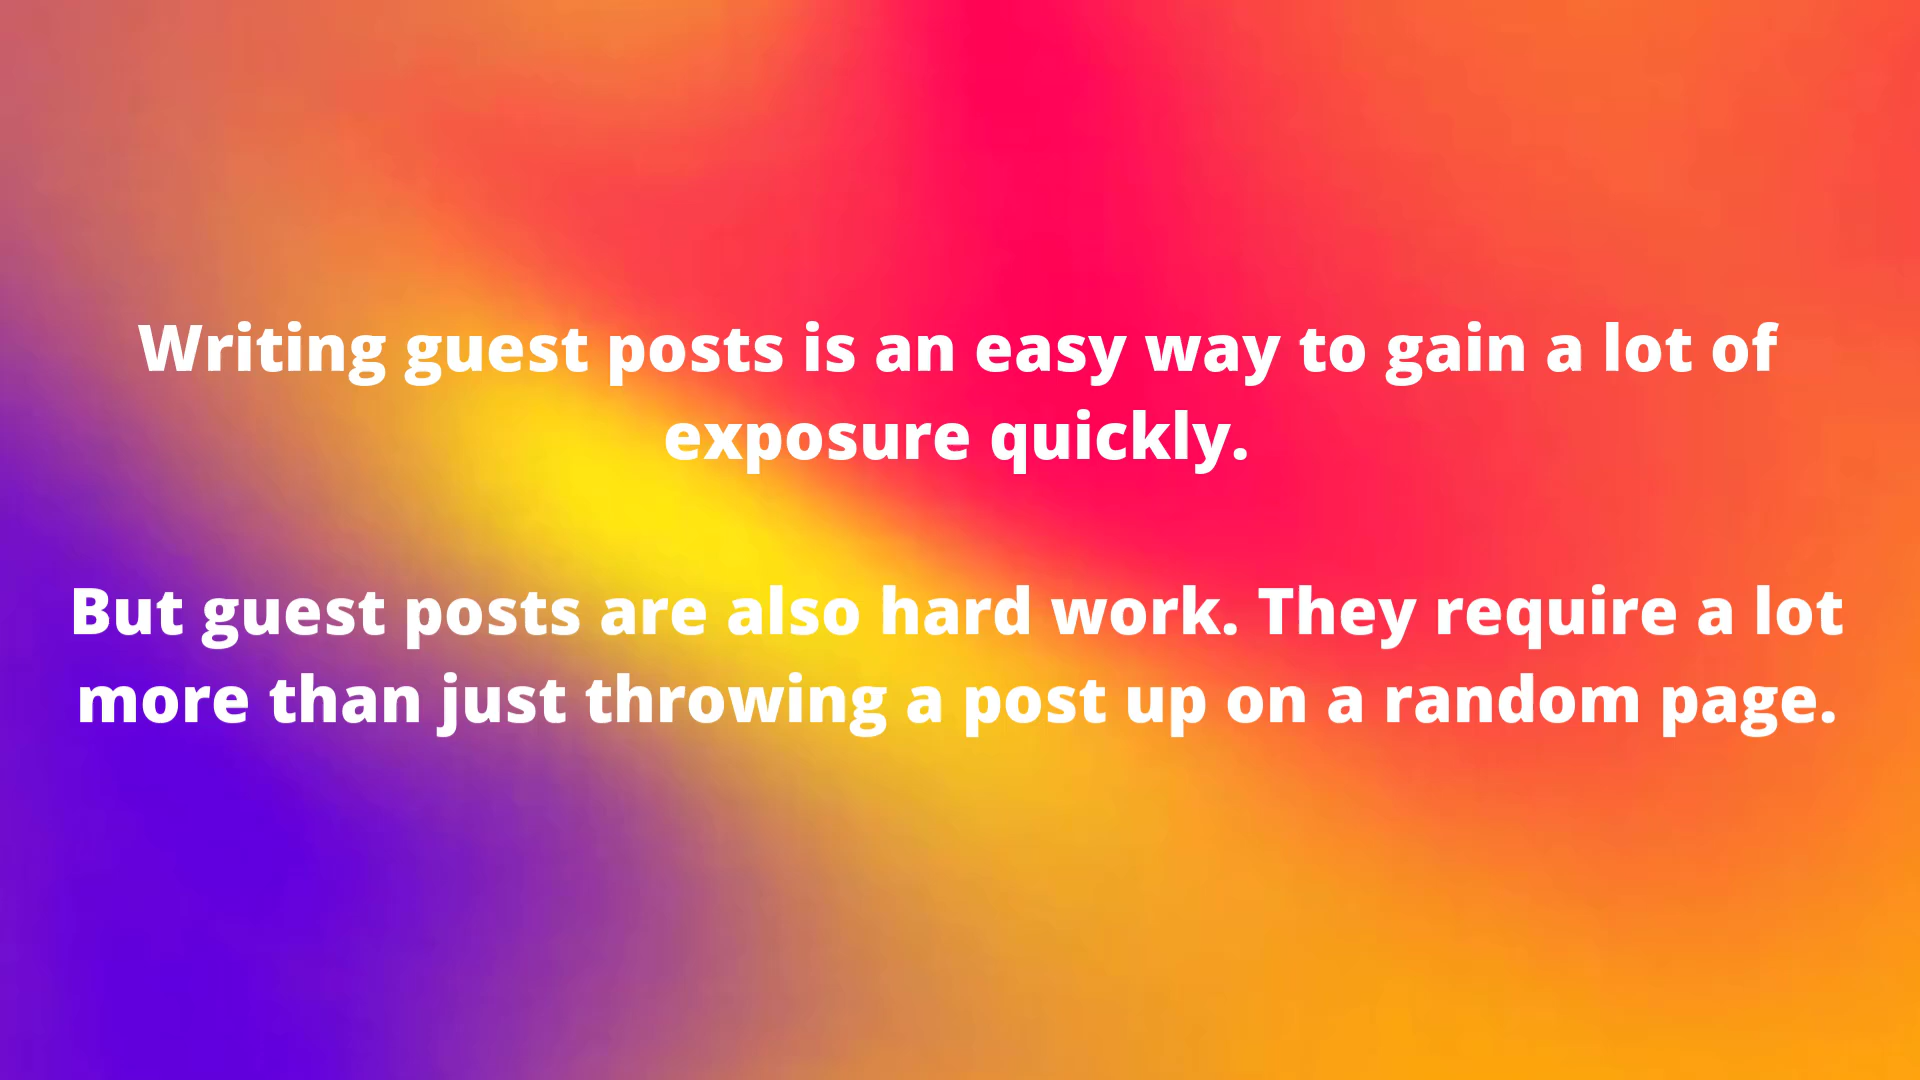 Writing guest posts is an easy way to gain a lot of
exposure quickly.
But guest posts are also hard work. They require a lot
more than just throwing a post up on a random page.